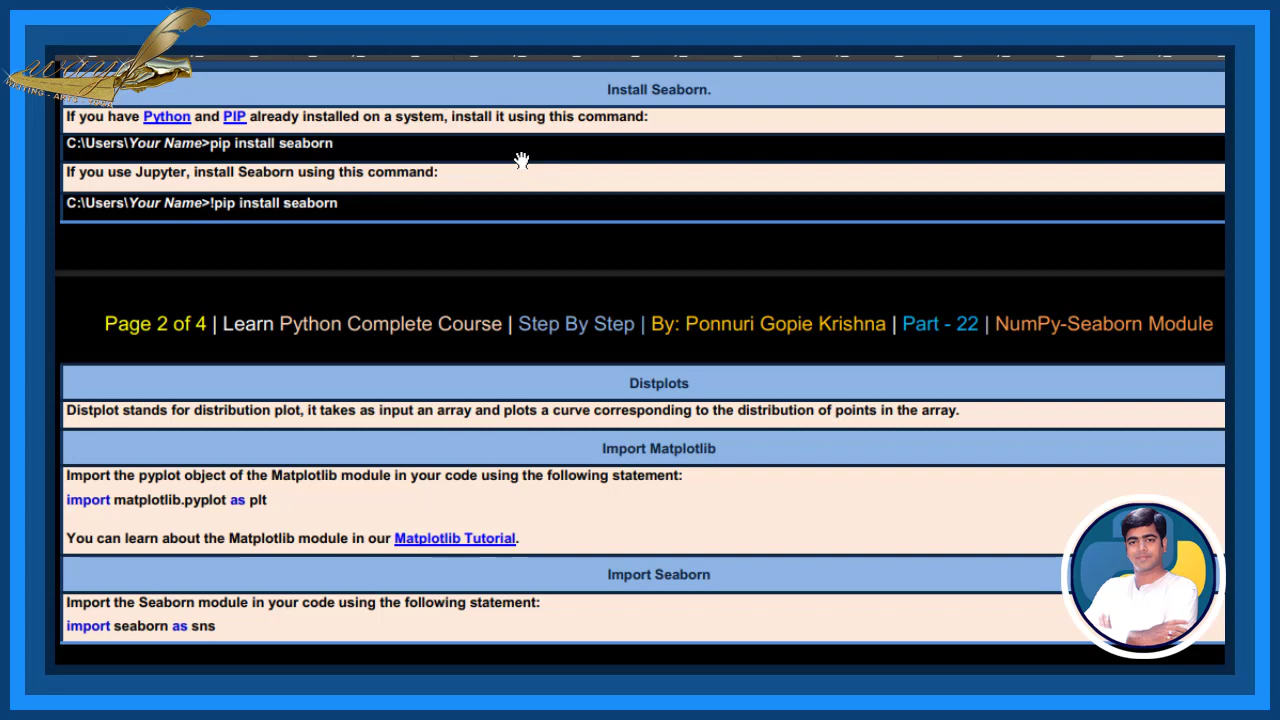 Install Seaborn.
If you have Python and PIP already installed on a system, install it using this command:
C:\Users\Your Name>pip install seaborn
If you use Jupyter, install Seaborn using this command:
C:\Users\Your Name>!pip install seaborn
Page 2 of 4 | Learn Python Complete Course | Step By Step | By: Ponnuri Gopie Krishna | Part - 22 | NumPy-Seaborn Module
Distplots
Distplot stands for distribution plot, it takes as input an array and plots a curve corresponding to the distribution of points in the array.
Import Matplotlib
Import the pyplot object of the Matplotlib module in your code using the following statement:
import matplotlib.pyplot as plt
You can learn about the Matplotlib module in our Matplotlib Tutorial.
Import Seaborn
Import the Seaborn module in your code using the following statement:
import seaborn as sns